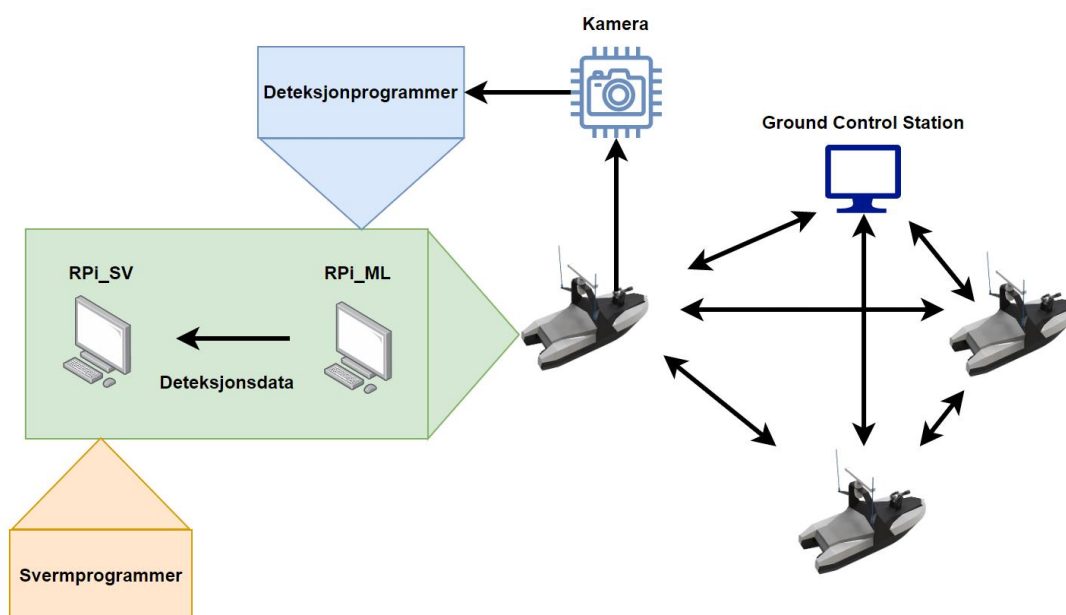 Kamera
Deteksjonprogrammer
Ground Control Station
RPi_SV
RPi_ML
Deteksjonsdata
Svermprogrammer